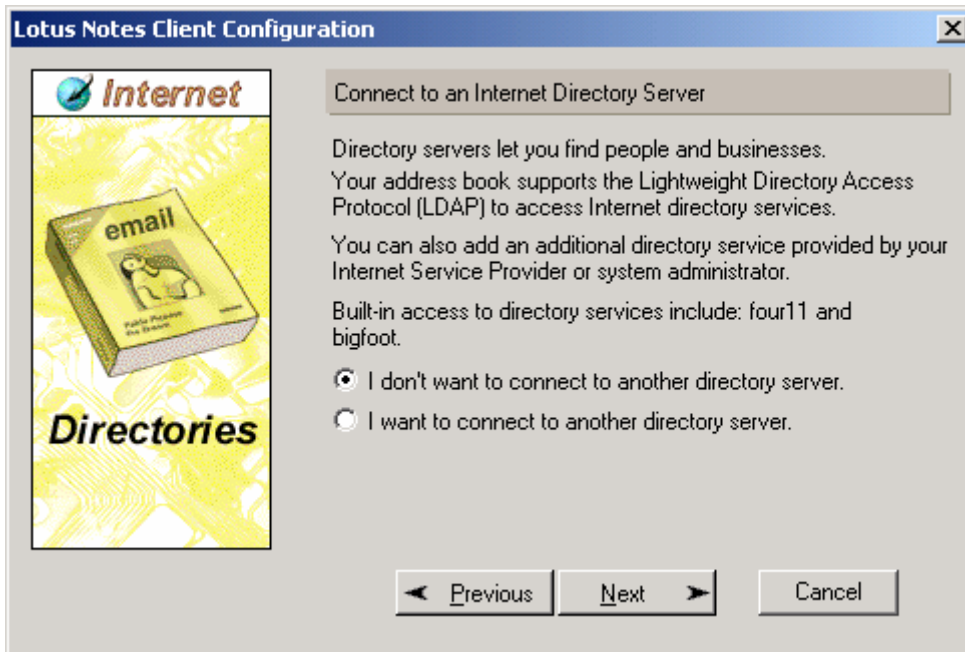 Lotus Notes Client Configuration
Internet
email
Directories
Connect to an Internet Directory Server
Directory servers let you find people and businesses.
Your address book supports the Lightweight Directory Access
Protocol (LDAP) to access Internet directory services.
You can also add an additional directory service provided by your
Internet Service Provider or system administrator.
Built-in access to directory services include: four11 and
bigfoot.
I don't want to connect to another directory server.
I want to connect to another directory server.
Previous
Next
Cancel